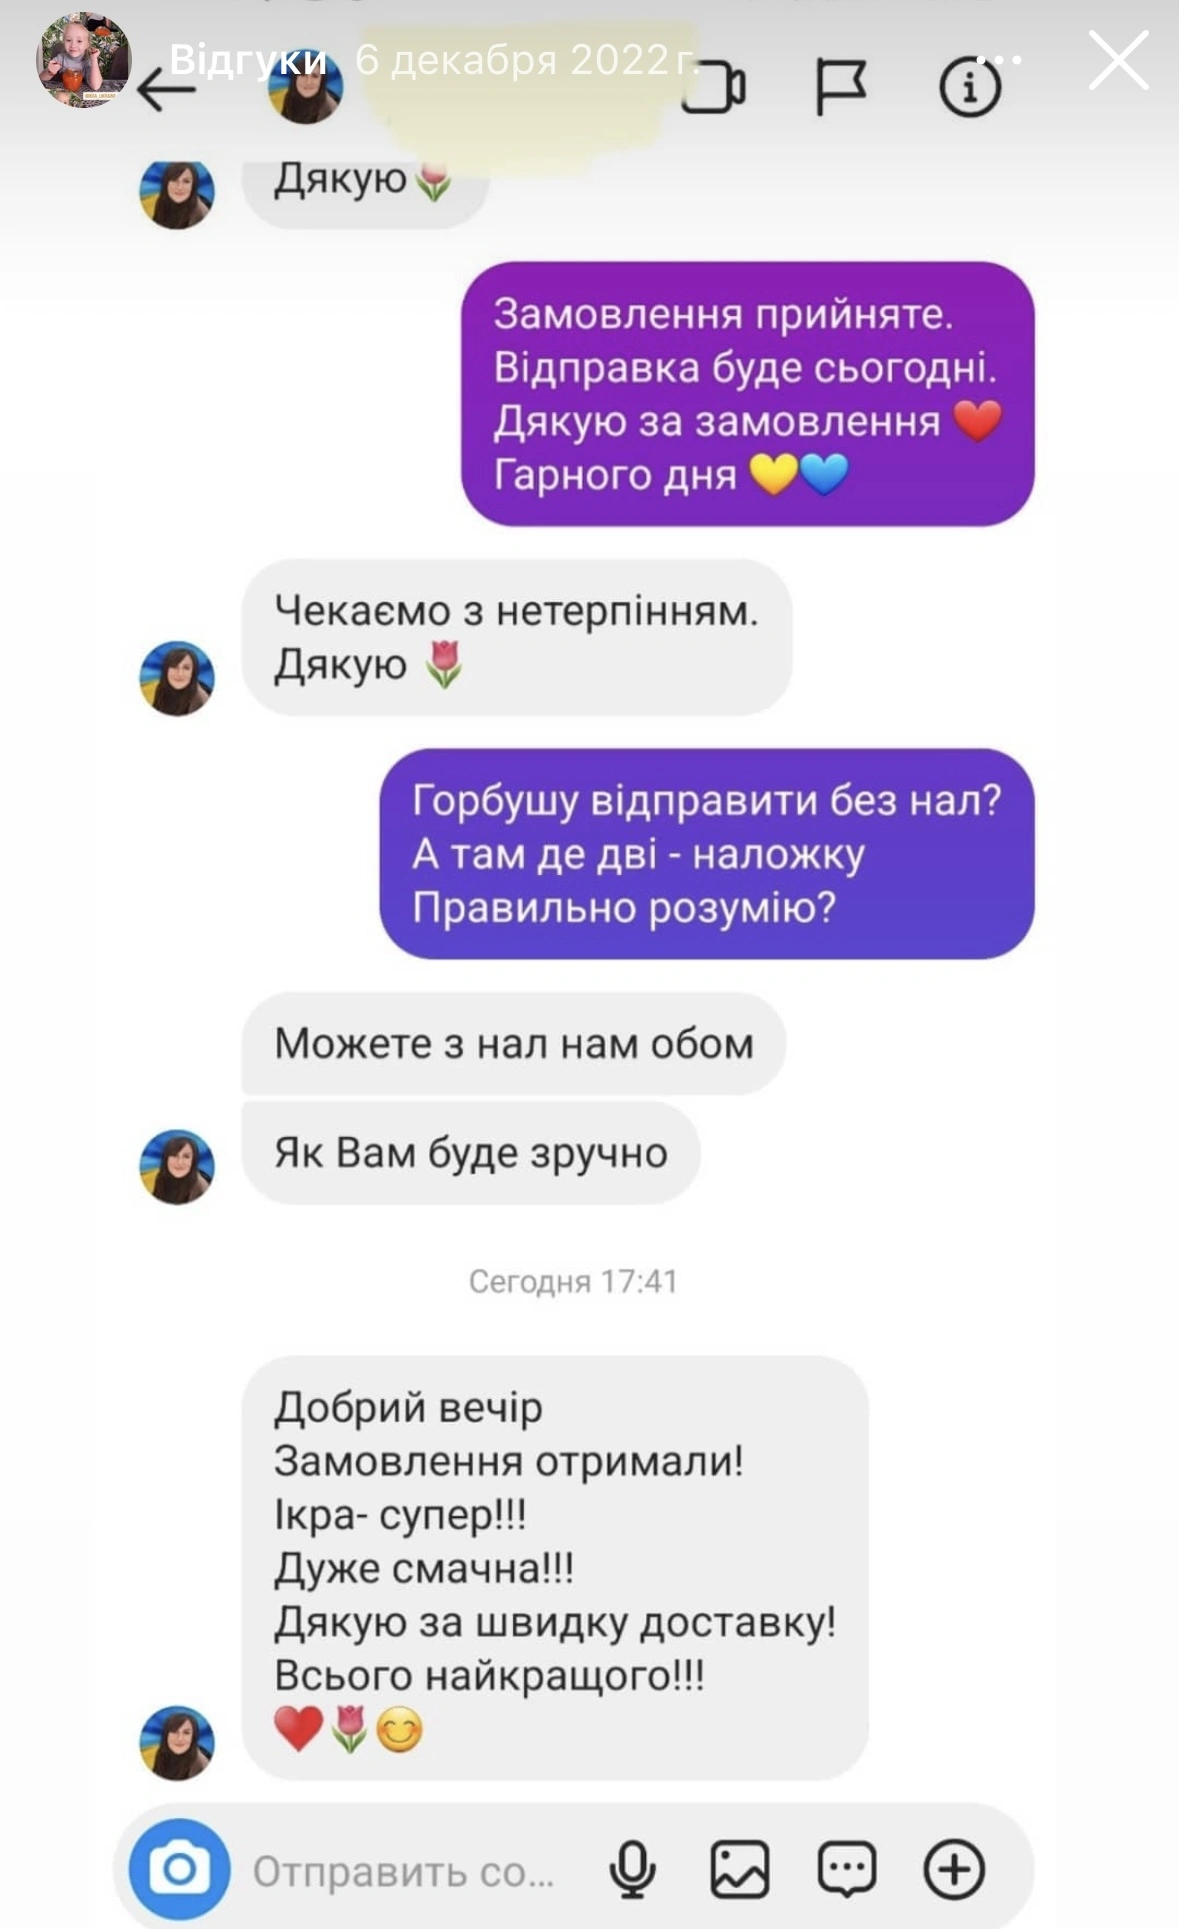 Відгуки 6 декабря 2022 г.
Дякую🌷
Замовлення прийняте.
Відправка буде сьогодні.
Дякую за замовлення ❤️
Гарного дня 💛💙
Чекаємо з нетерпінням.
Дякую 🌷
Горбушу відправити без нал?
А там де дві - наложку
Правильно розумію?
Можете з нал нам обом
Як Вам буде зручно
Сегодня 17:41
Добрий вечір
Замовлення отримали!
Ікра- супер!!!
Дуже смачна!!!
Дякую за швидку доставку!
Всього найкращого!!!
❤️🌷😊
Отправить со...